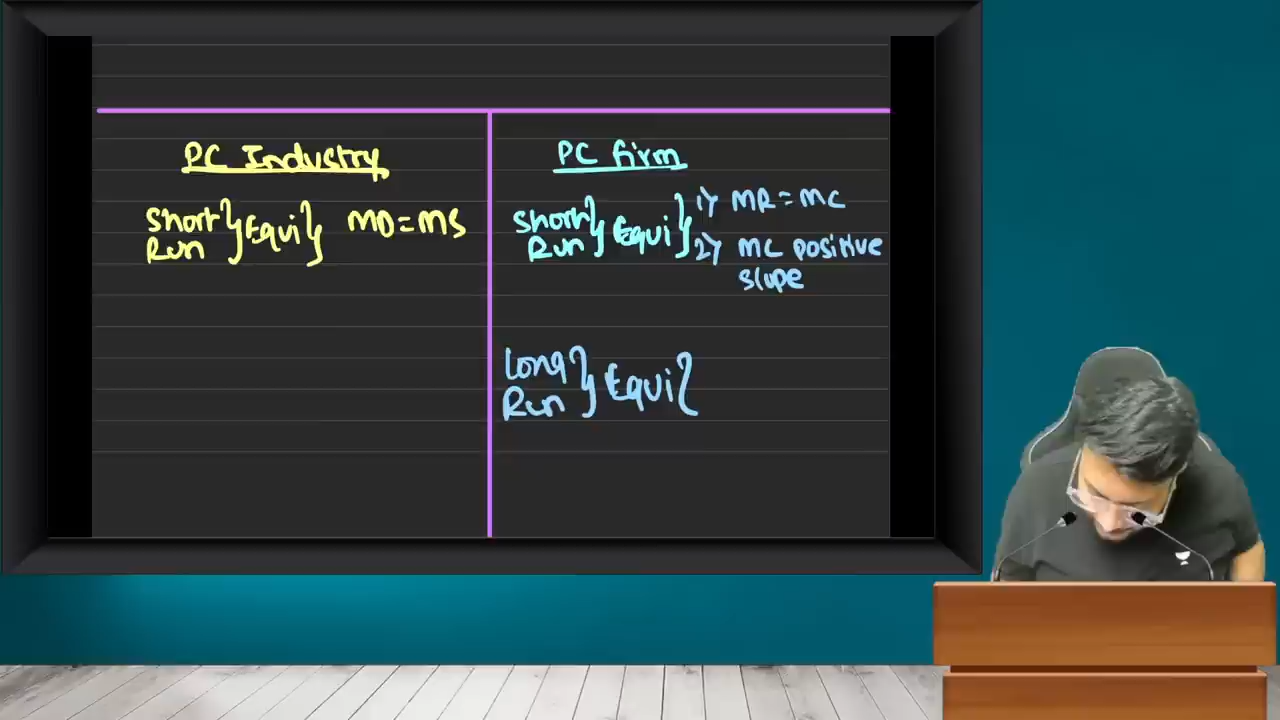 PC Industry
Short Run } Equi } MD = MS
PC Firm
Short Run } Equi } 1) MR = MC
2) MC positive slope
Long Run } Equi {